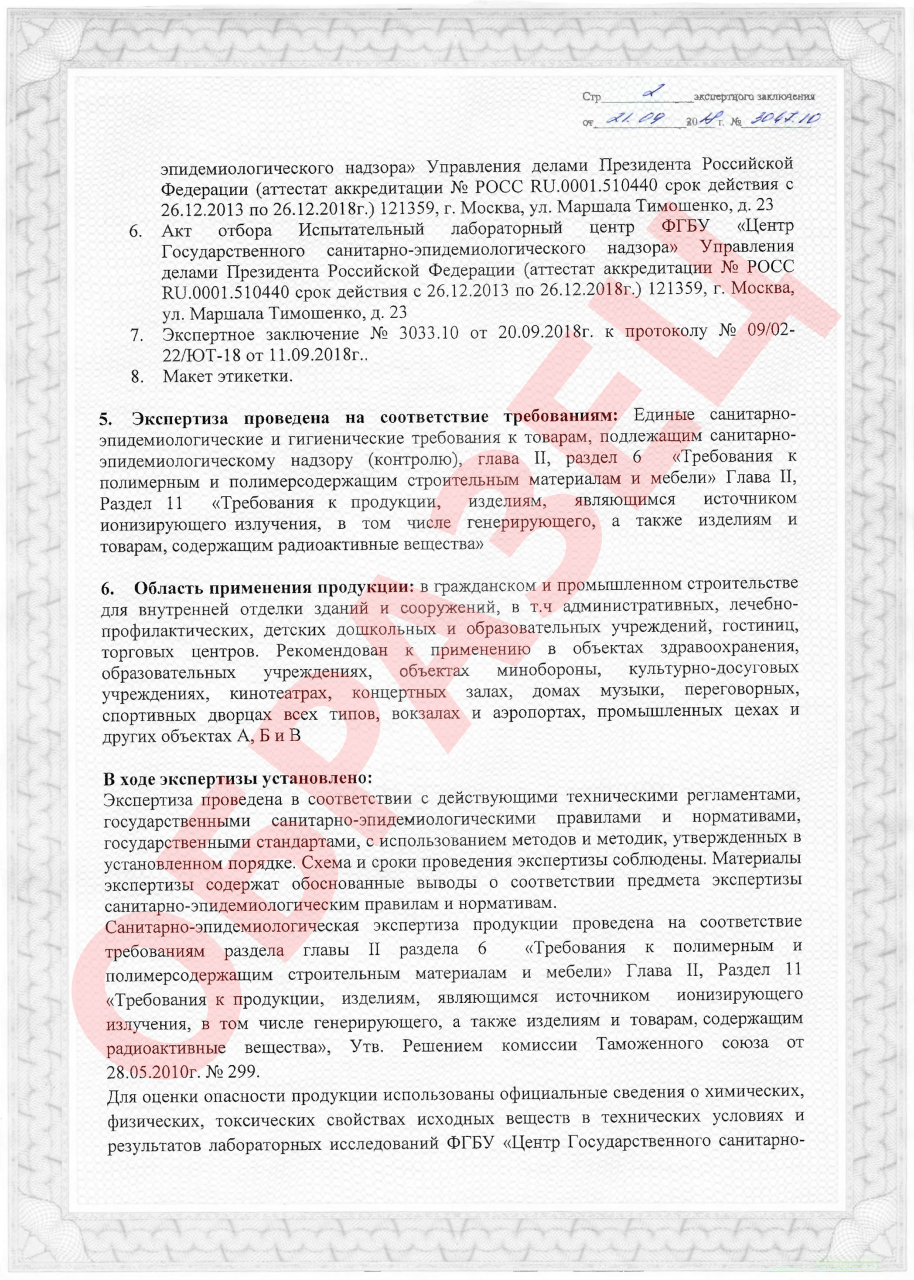 Стр 2 экспертного заключения
от 21.09 2018 г. № 3047.10
эпидемиологического надзора» Управления делами Президента Российской
Федерации (аттестат аккредитации № РОСС RU.0001.510440 срок действия с
26.12.2013 по 26.12.2018г.) 121359, г. Москва, ул. Маршала Тимошенко, д. 23
6. Акт отбора Испытательный лабораторный центр ФГБУ «Центр
Государственного санитарно-эпидемиологического надзора» Управления
делами Президента Российской Федерации (аттестат аккредитации № РОСС
RU.0001.510440 срок действия с 26.12.2013 по 26.12.2018г.) 121359, г. Москва,
ул. Маршала Тимошенко, д. 23
7. Экспертное заключение № 3033.10 от 20.09.2018г. к протоколу № 09/02-
22/ЮТ-18 от 11.09.2018г..
8. Макет этикетки.
5. Экспертиза проведена на соответствие требованиям: Единые санитарно-
эпидемиологические и гигиенические требования к товарам, подлежащим санитарно-
эпидемиологическому надзору (контролю), глава II, раздел 6 «Требования к
полимерным и полимерсодержащим строительным материалам и мебели» Глава II,
Раздел 11 «Требования к продукции, изделиям, являющимся источником
ионизирующего излучения, в том числе генерирующего, а также изделиям и
товарам, содержащим радиоактивные вещества»
6. Область применения продукции: в гражданском и промышленном строительстве
для внутренней отделки зданий и сооружений, в т.ч административных, лечебно-
профилактических, детских дошкольных и образовательных учреждений, гостиниц,
торговых центров. Рекомендован к применению в объектах здравоохранения,
образовательных учреждениях, объектах минобороны, культурно-досуговых
учреждениях, кинотеатрах, концертных залах, домах музыки, переговорных,
спортивных дворцах всех типов, вокзалах и аэропортах, промышленных цехах и
других объектах А, Б и В
В ходе экспертизы установлено:
Экспертиза проведена в соответствии с действующими техническими регламентами,
государственными санитарно-эпидемиологическими правилами и нормативами,
государственными стандартами, с использованием методов и методик, утвержденных в
установленном порядке. Схема и сроки проведения экспертизы соблюдены. Материалы
экспертизы содержат обоснованные выводы о соответствии предмета экспертизы
санитарно-эпидемиологическим правилам и нормативам.
Санитарно-эпидемиологическая экспертиза продукции проведена на соответствие
требованиям раздела главы II раздела 6 «Требования к полимерным и
полимерсодержащим строительным материалам и мебели» Глава II, Раздел 11
«Требования к продукции, изделиям, являющимся источником ионизирующего
излучения, в том числе генерирующего, а также изделиям и товарам, содержащим
радиоактивные вещества», Утв. Решением комиссии Таможенного союза от
28.05.2010г. № 299.
Для оценки опасности продукции использованы официальные сведения о химических,
физических, токсических свойствах исходных веществ в технических условиях и
результатов лабораторных исследований ФГБУ «Центр Государственного санитарно-
ОБРАЗЕЦ